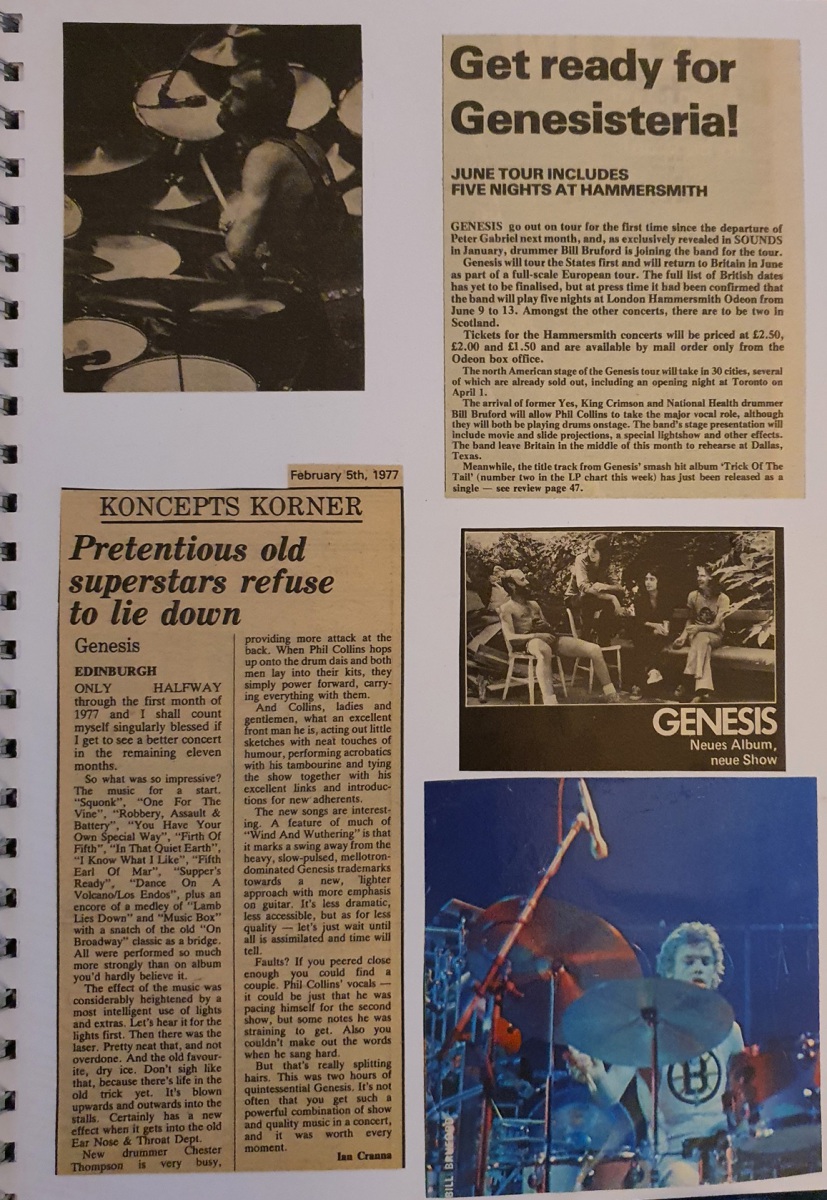 Get ready for
Genesisteria!
JUNE TOUR INCLUDES
FIVE NIGHTS AT HAMMERSMITH
GENESIS go out on tour for the first time since the departure of
Peter Gabriel next month, and, as exclusively revealed in SOUNDS
in January, drummer Bill Bruford is joining the band for the tour.
Genesis will tour the States first and will return to Britain in June
as part of a full-scale European tour. The full list of British dates
has yet to be finalised, but at press time it had been confirmed that
the band will play five nights at London Hammersmith Odeon from
June 9 to 13. Amongst the other concerts, there are to be two in
Scotland.
Tickets for the Hammersmith concerts will be priced at £2.50,
£2.00 and £1.50 and are available by mail order only from the
Odeon box office.
The north American stage of the Genesis tour will take in 30 cities, several
of which are already sold out, including an opening night at Toronto on
April 1.
The arrival of former Yes, King Crimson and National Health drummer
Bill Bruford will allow Phil Collins to take the major vocal role, although
they will both be playing drums onstage. The band's stage presentation will
include movie and slide projections, a special lightshow and other effects.
The band leave Britain in the middle of this month to rehearse at Dallas,
Texas.
Meanwhile, the title track from Genesis' smash hit album 'Trick Of The
Tail' (number two in the LP chart this week) has just been released as a
single — see review page 47.
February 5th, 1977
KONCEPTS KORNER
Pretentious old
superstars refuse
to lie down
Genesis
EDINBURGH
ONLY HALFWAY
through the first month of
1977 and I shall count
myself singularly blessed if
I get to see a better concert
in the remaining eleven
months.
So what was so impressive?
The music for a start.
"Squonk", "One For The
Vine", "Robbery, Assault &
Battery", "You Have Your
Own Special Way", "Firth Of
Fifth", "In That Quiet Earth",
"I Know What I Like", "Fifth
Earl Of Mar", "Supper's
Ready", "Dance On A
Volcano/Los Endos", plus an
encore of a medley of "Lamb
Lies Down" and "Music Box"
with a snatch of the old "On
Broadway" classic as a bridge.
All were performed so much
more strongly than on album
you'd hardly believe it.
The effect of the music was
considerably heightened by a
most intelligent use of lights
and extras. Let's hear it for the
lights first. Then there was the
laser. Pretty neat that, and not
overdone. And the old favour-
ite, dry ice. Don't sigh like
that, because there's life in the
old trick yet. It's blown
upwards and outwards into the
stalls. Certainly has a new
effect when it gets into the old
Ear Nose & Throat Dept.
New drummer Chester
Thompson is very busy,
providing more attack at the
back. When Phil Collins hops
up onto the drum dais and both
men lay into their kits, they
simply power forward, carry-
ing everything with them.
And Collins, ladies and
gentlemen, what an excellent
front man he is, acting out little
sketches with neat touches of
humour, performing acrobatics
with his tambourine and tying
the show together with his
excellent links and introduc-
tions for new adherents.
The new songs are interest-
ing. A feature of much of
"Wind And Wuthering" is that
it marks a swing away from the
heavy, slow-pulsed, mellotron-
dominated Genesis trademarks
towards a new, lighter
approach with more emphasis
on guitar. It's less dramatic,
less accessible, but as for less
quality — let's just wait until
all is assimilated and time will
tell.
Faults? If you peered close
enough you could find a
couple. Phil Collins' vocals —
it could be just that he was
pacing himself for the second
show, but some notes he was
straining to get. Also you
couldn't make out the words
when he sang hard.
But that's really splitting
hairs. This was two hours of
quintessential Genesis. It's not
often that you get such a
powerful combination of show
and quality music in a concert,
and it was worth every
moment.
Ian Cranna
GENESIS
Neues Album,
neue Show
B
BILL BRUFORD